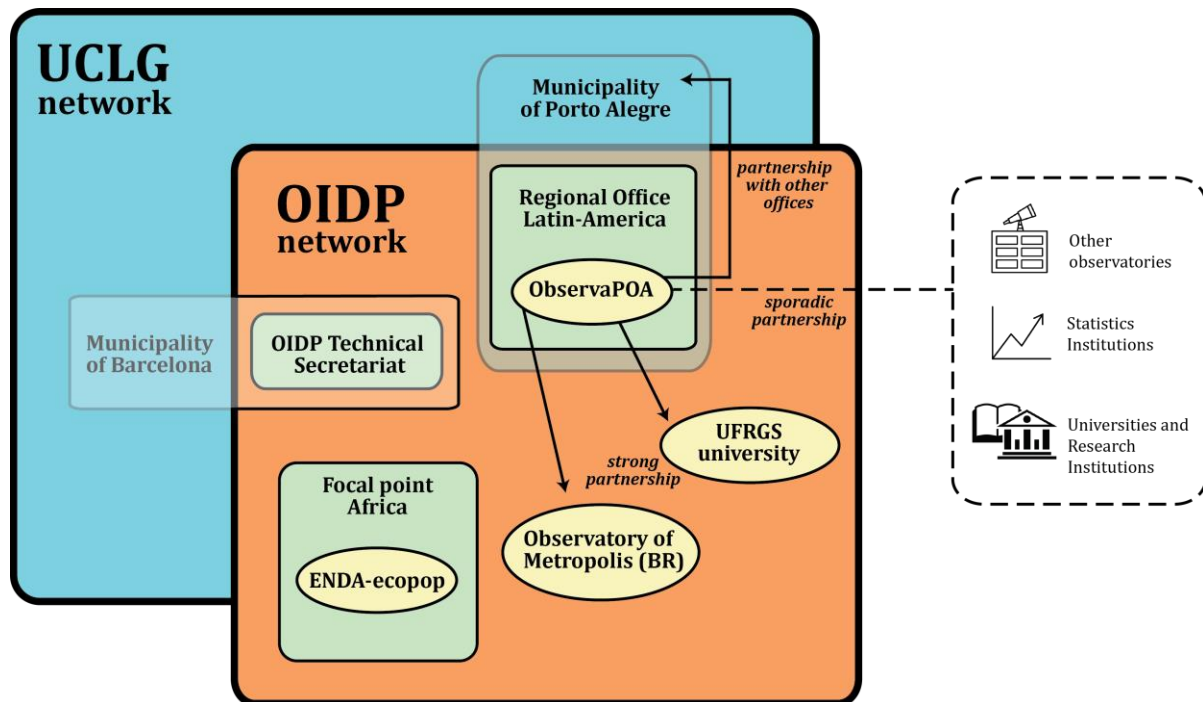 UCLG
network
Municipality
of Porto Alegre
partnership
with other
offices
OIDP
network
Regional Office
Latin-America
ObservaPOA
sporadic
partnership
Municipality
of Barcelona
OIDP Technical
Secretariat
UFRGS
university
strong
partnership
Focal point
Africa
ENDA-ecopop
Observatory of
Metropolis (BR)
Other
observatories
Statistics
Institutions
Universities and
Research
Institutions